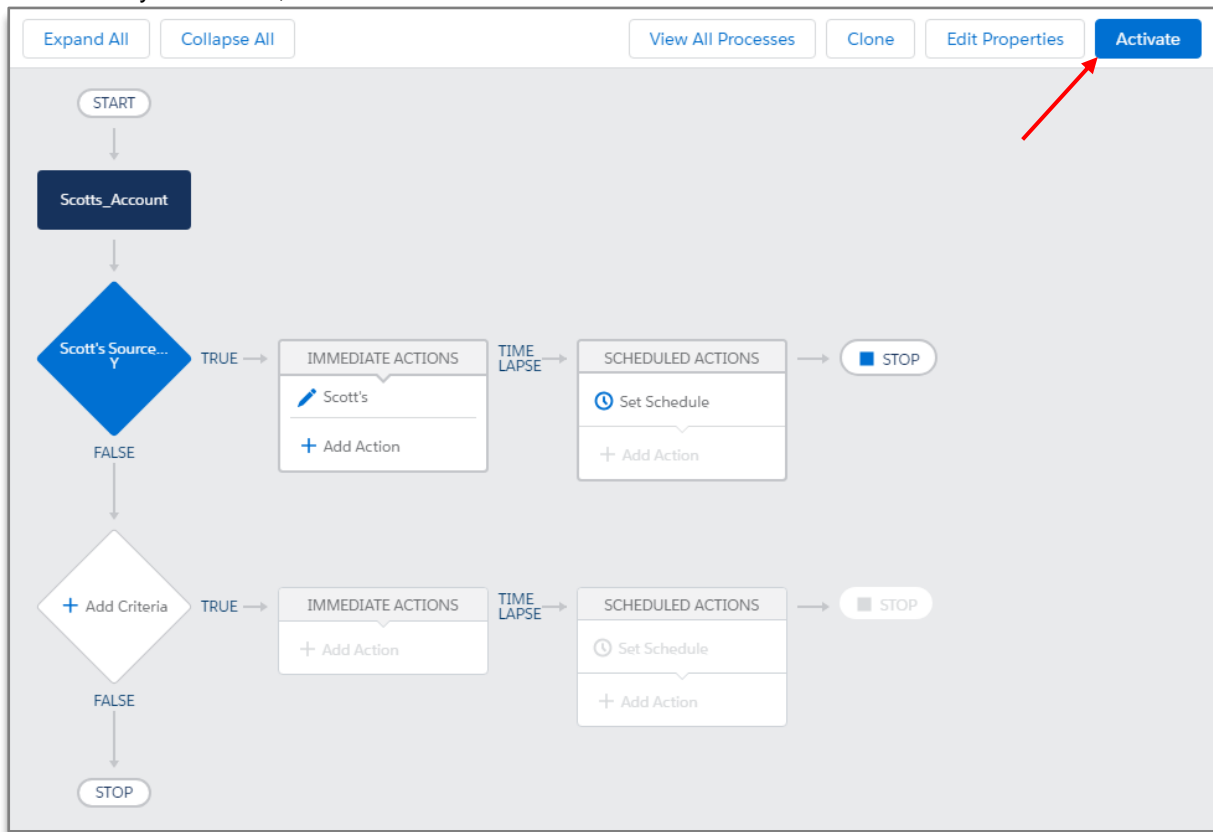 Expand All Collapse All View All Processes Clone Edit Properties Activate
START
Scotts_Account
Scott's Source...
Y
TRUE
IMMEDIATE ACTIONS
Scott's
+ Add Action
TIME
LAPSE
SCHEDULED ACTIONS
Set Schedule
+ Add Action
STOP
FALSE
+ Add Criteria
TRUE
IMMEDIATE ACTIONS
+ Add Action
TIME
LAPSE
SCHEDULED ACTIONS
Set Schedule
+ Add Action
STOP
FALSE
STOP